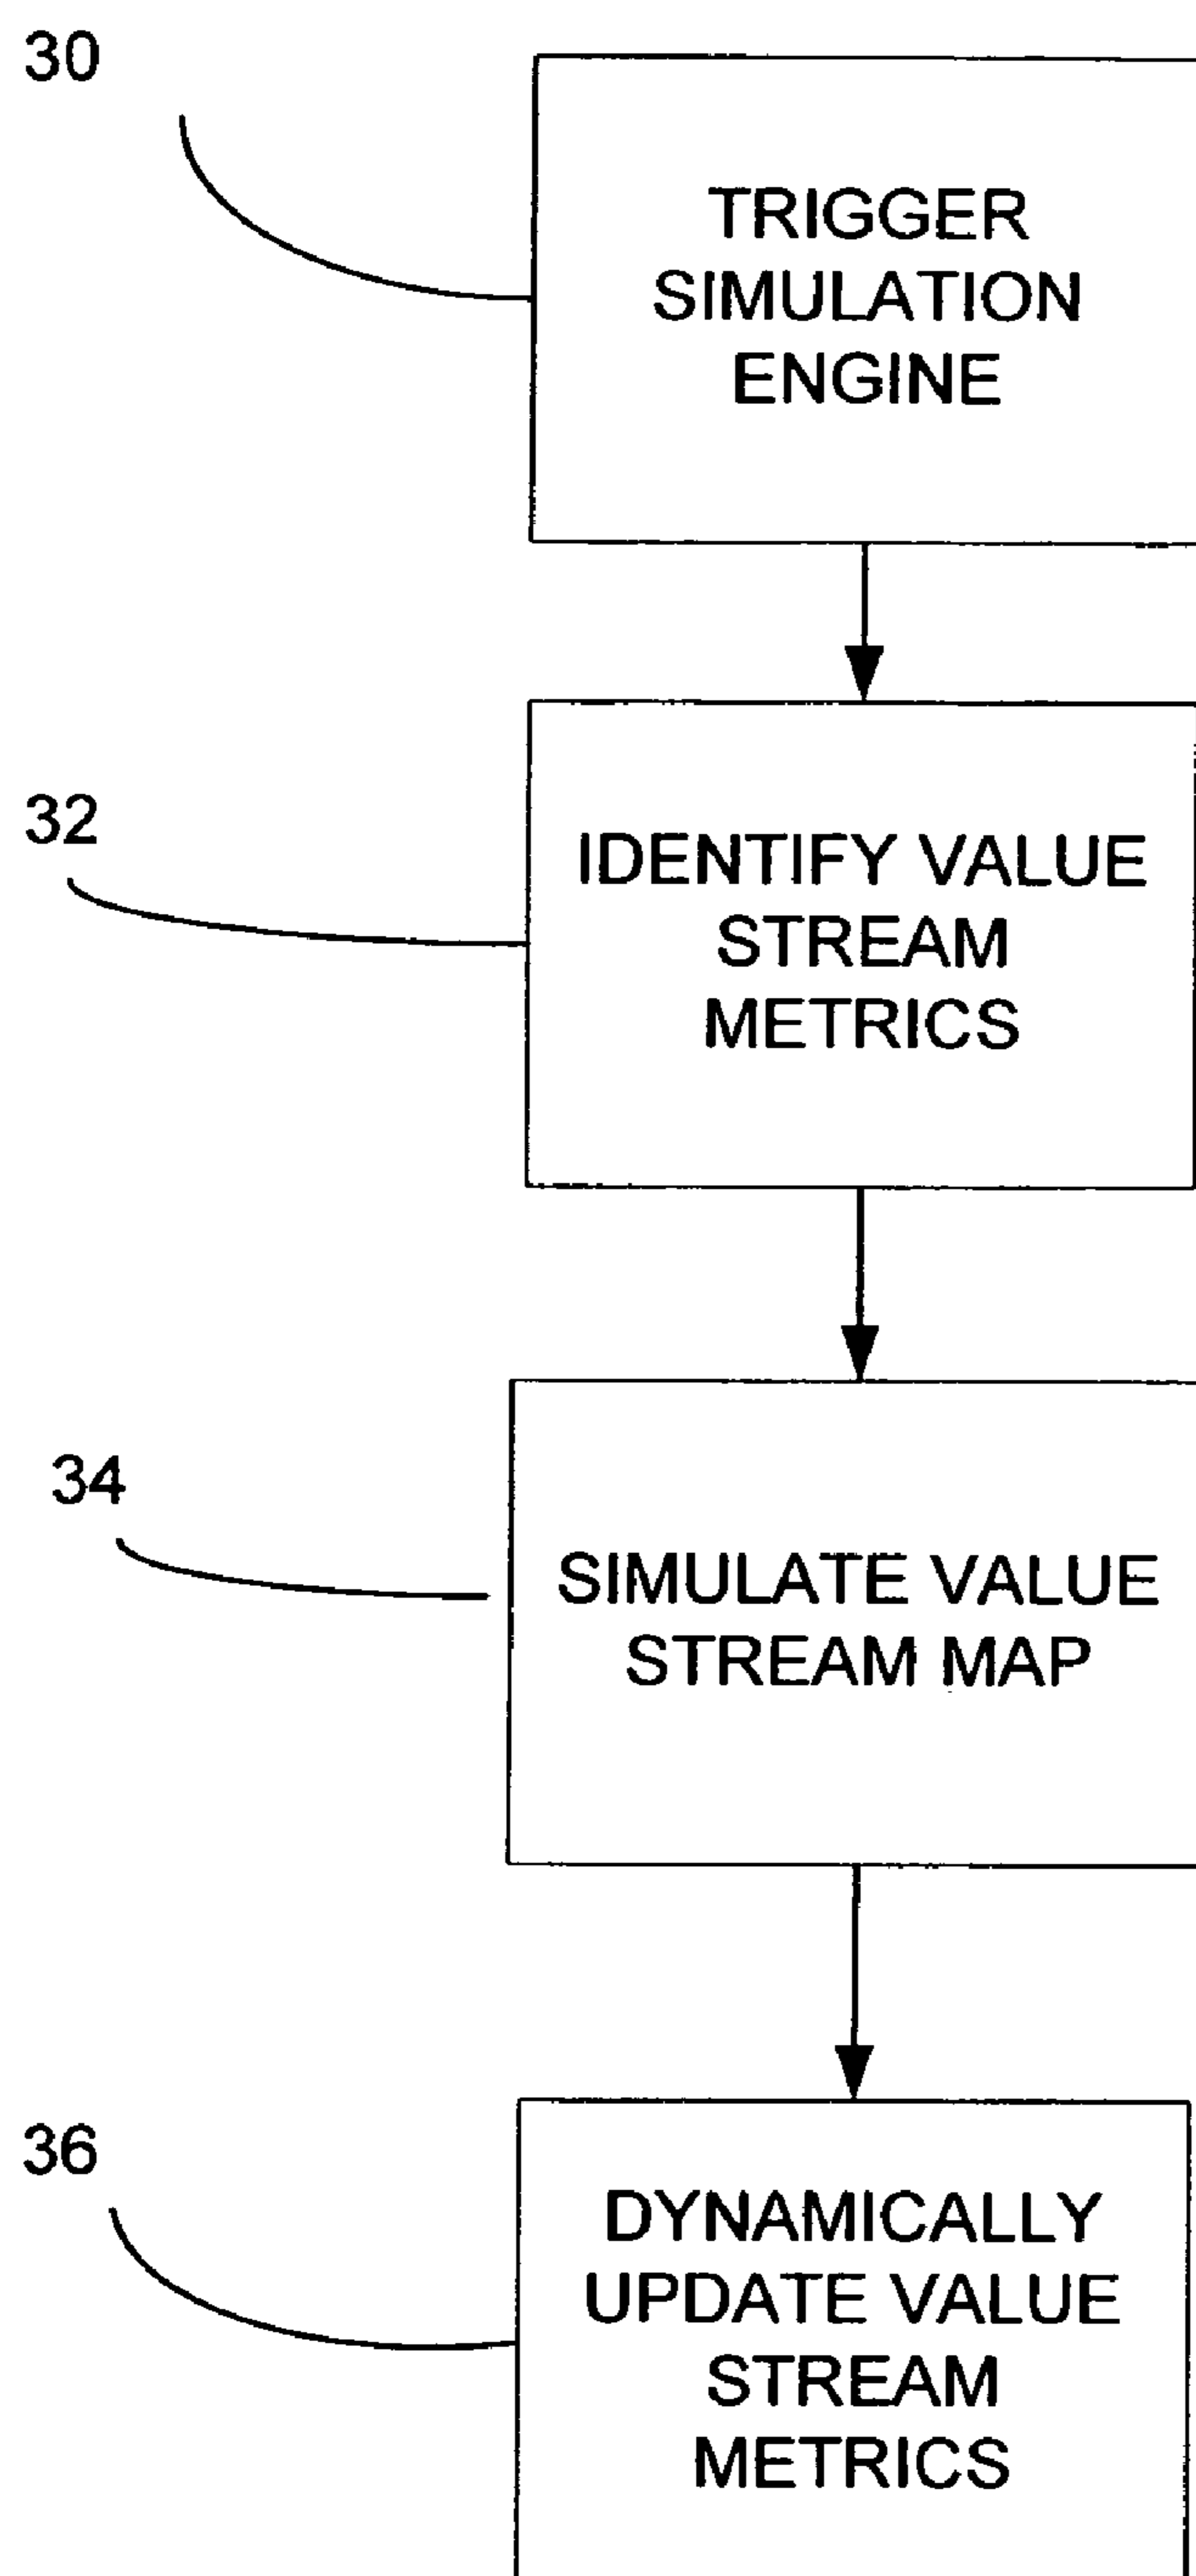 30
TRIGGER
SIMULATION
ENGINE
32
IDENTIFY VALUE
STREAM
METRICS
34
SIMULATE VALUE
STREAM MAP
36
DYNAMICALLY
UPDATE VALUE
STREAM
METRICS